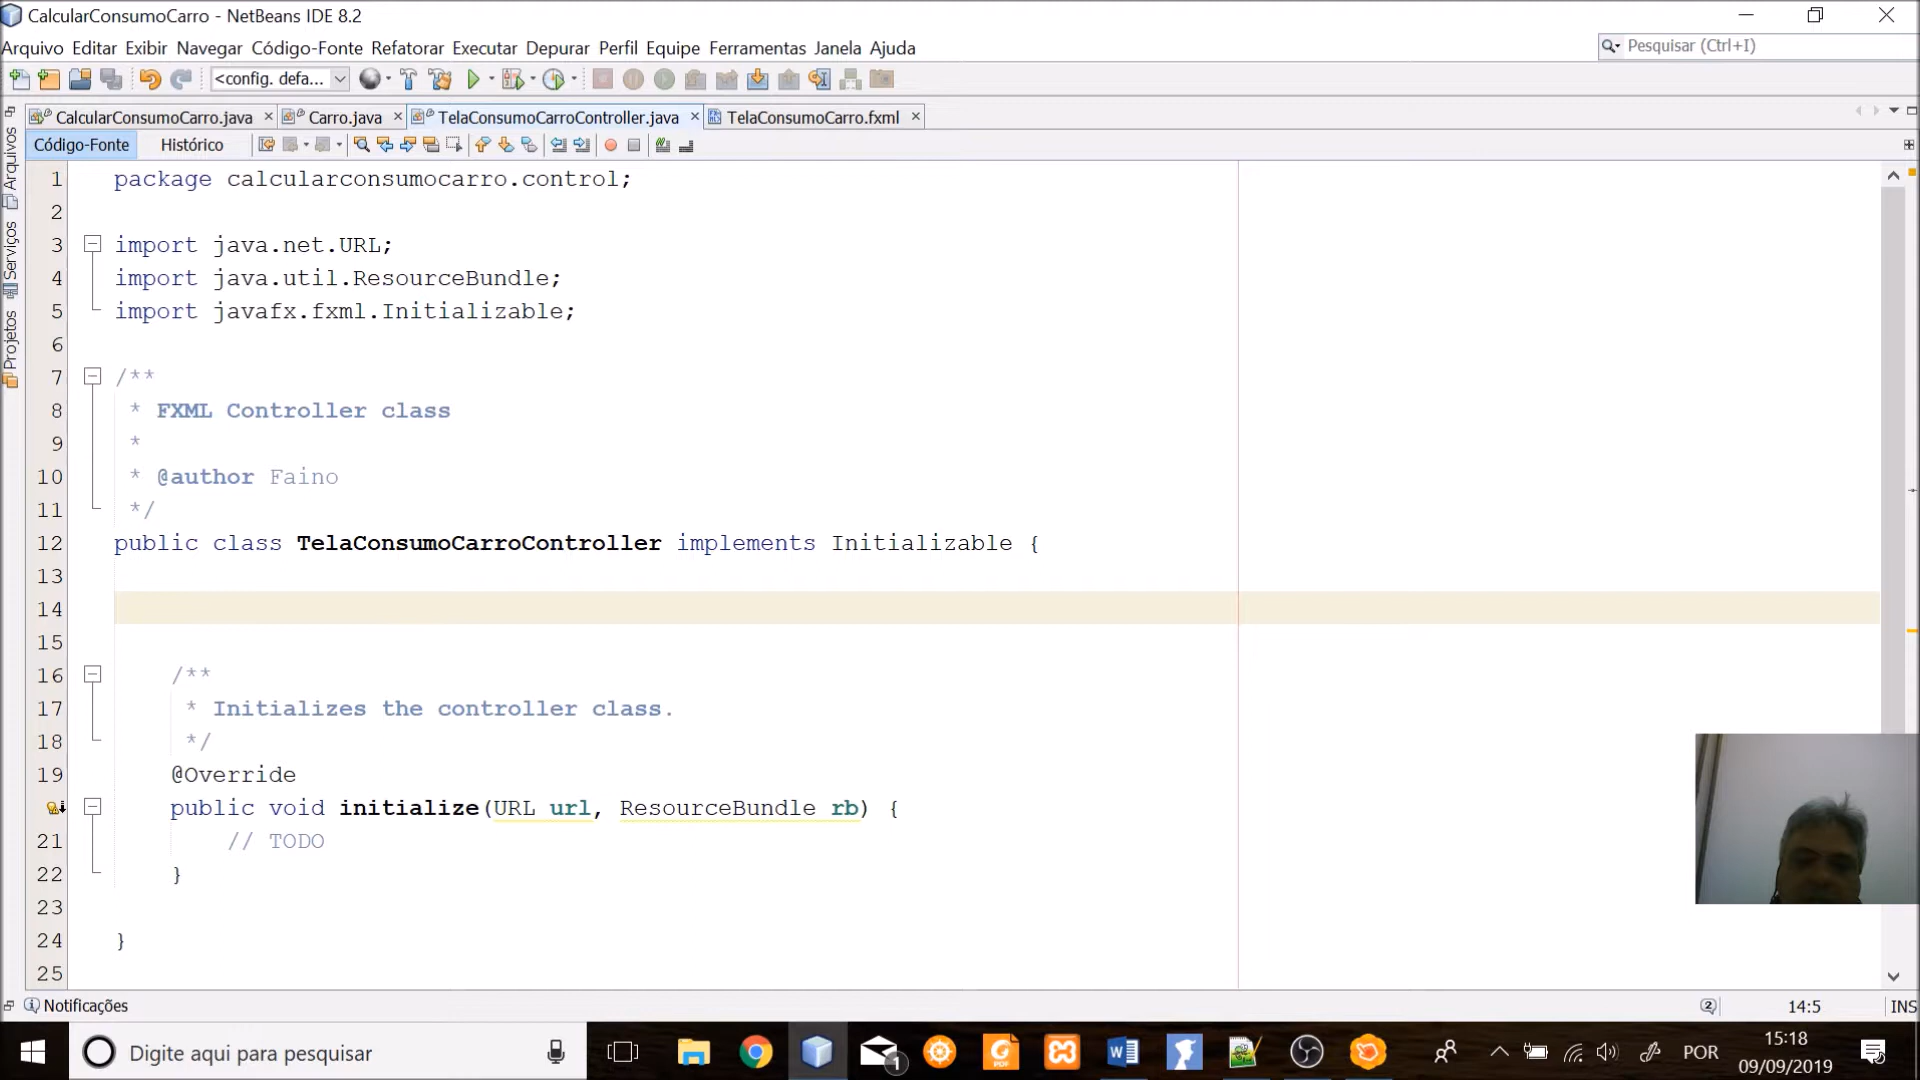 CalcularConsumoCarro - NetBeans IDE 8.2
Arquivo Editar Exibir Navegar Código-Fonte Refatorar Executar Depurar Perfil Equipe Ferramentas Janela Ajuda
Pesquisar (Ctrl+I)
<config. defa...
CalcularConsumoCarro.java Carro.java TelaConsumoCarroController.java TelaConsumoCarro.fxml
Código-Fonte Histórico
Arquivos
Serviços
Projetos
1 package calcularconsumocarro.control;
2
3 import java.net.URL;
4 import java.util.ResourceBundle;
5 import javafx.fxml.Initializable;
6
7 /**
8 * FXML Controller class
9 *
10 * @author Faino
11 */
12 public class TelaConsumoCarroController implements Initializable {
13
14
15
16 /**
17 * Initializes the controller class.
18 */
19 @Override
public void initialize(URL url, ResourceBundle rb) {
21 // TODO
22 }
23
24 }
25
Notificações
2 14:5 INS
Digite aqui para pesquisar
1
PDF
POR
15:18
09/09/2019